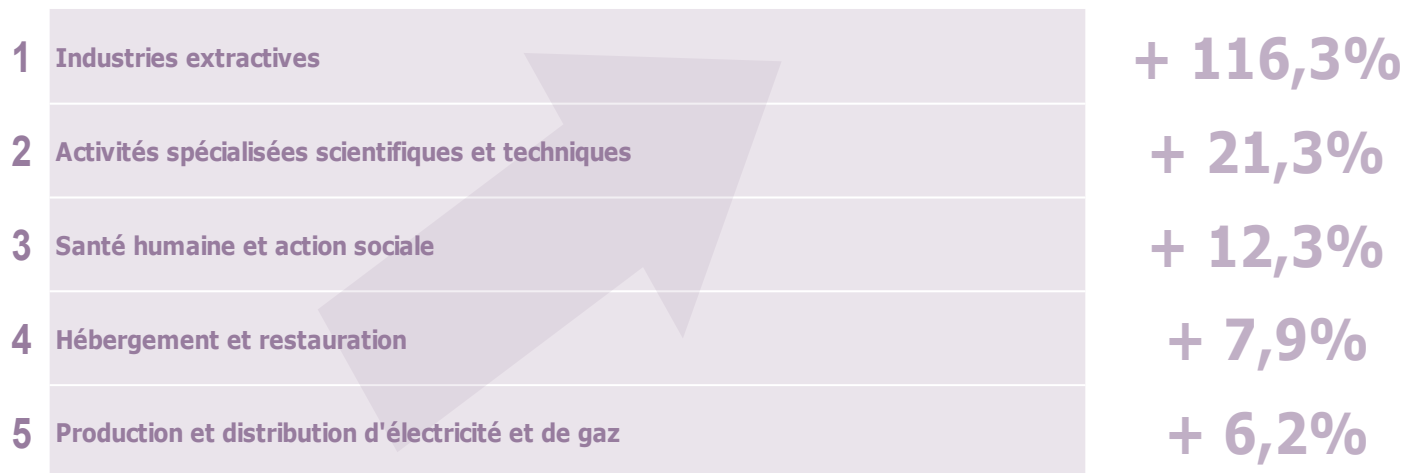 1 Industries extractives + 116,3%
2 Activités spécialisées scientifiques et techniques + 21,3%
3 Santé humaine et action sociale + 12,3%
4 Hébergement et restauration + 7,9%
5 Production et distribution d'électricité et de gaz + 6,2%